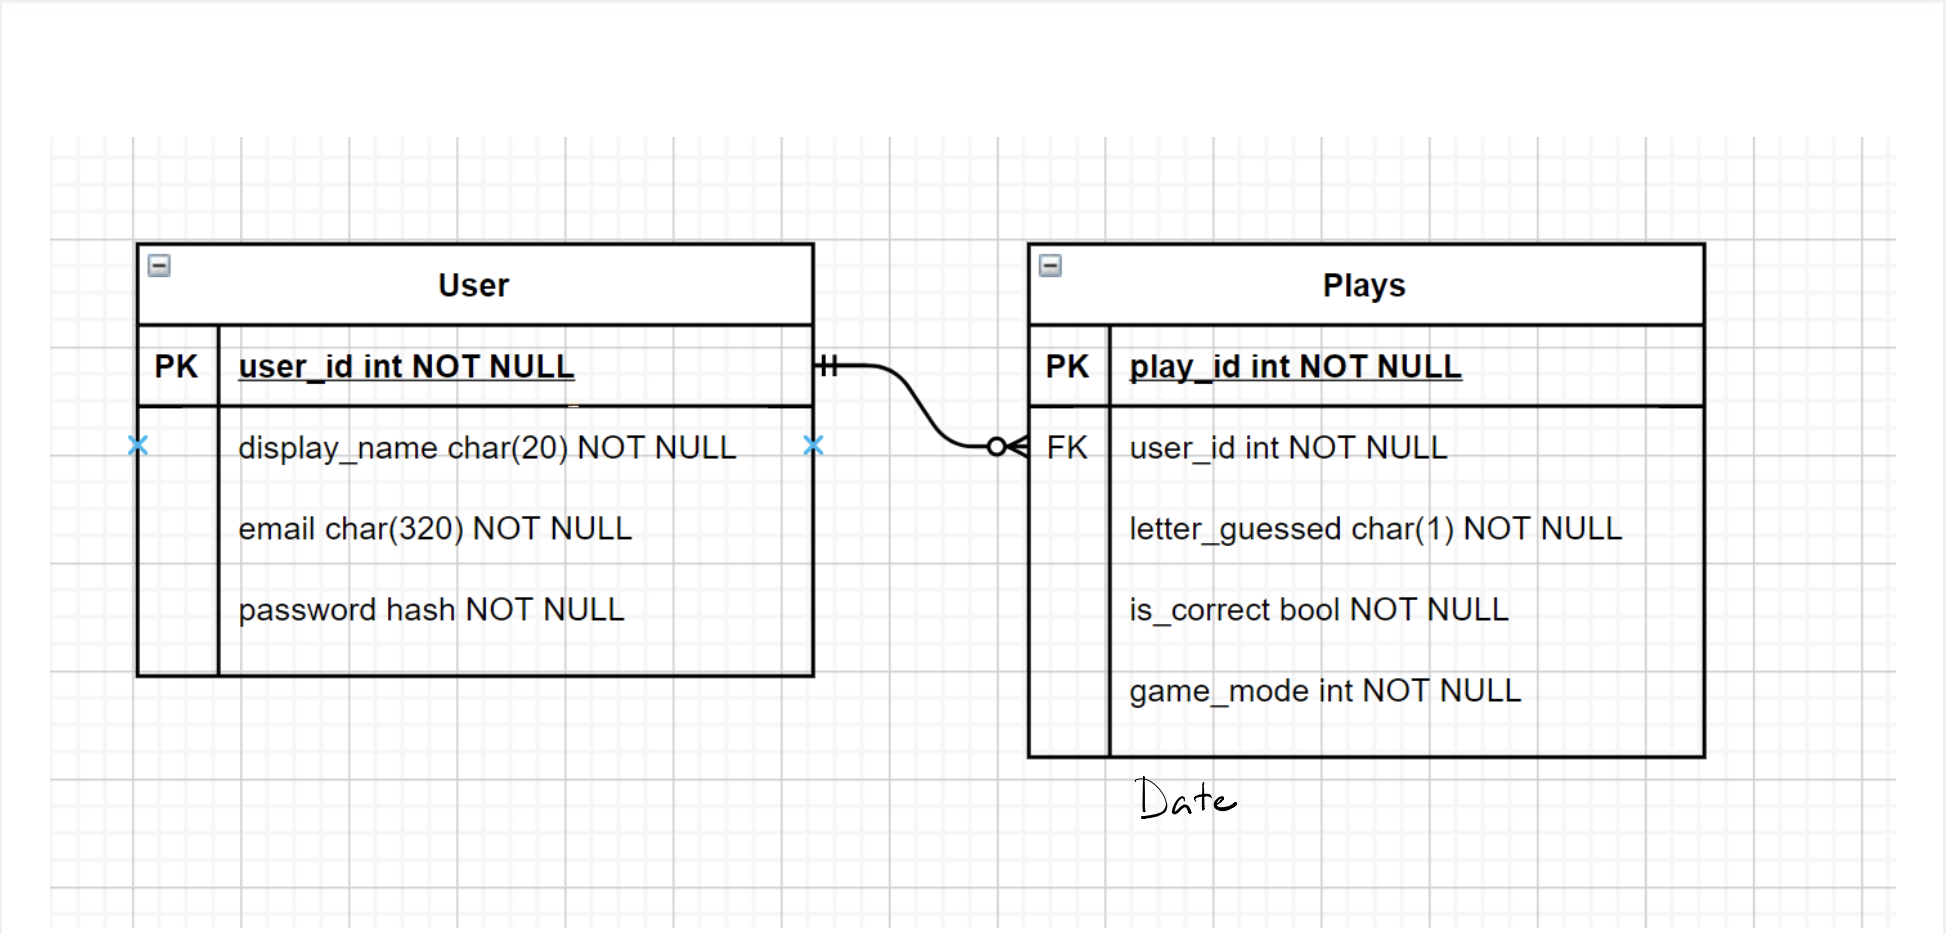 User
PK user_id int NOT NULL
display_name char(20) NOT NULL
email char(320) NOT NULL
password hash NOT NULL
Plays
PK play_id int NOT NULL
FK user_id int NOT NULL
letter_guessed char(1) NOT NULL
is_correct bool NOT NULL
game_mode int NOT NULL
Date